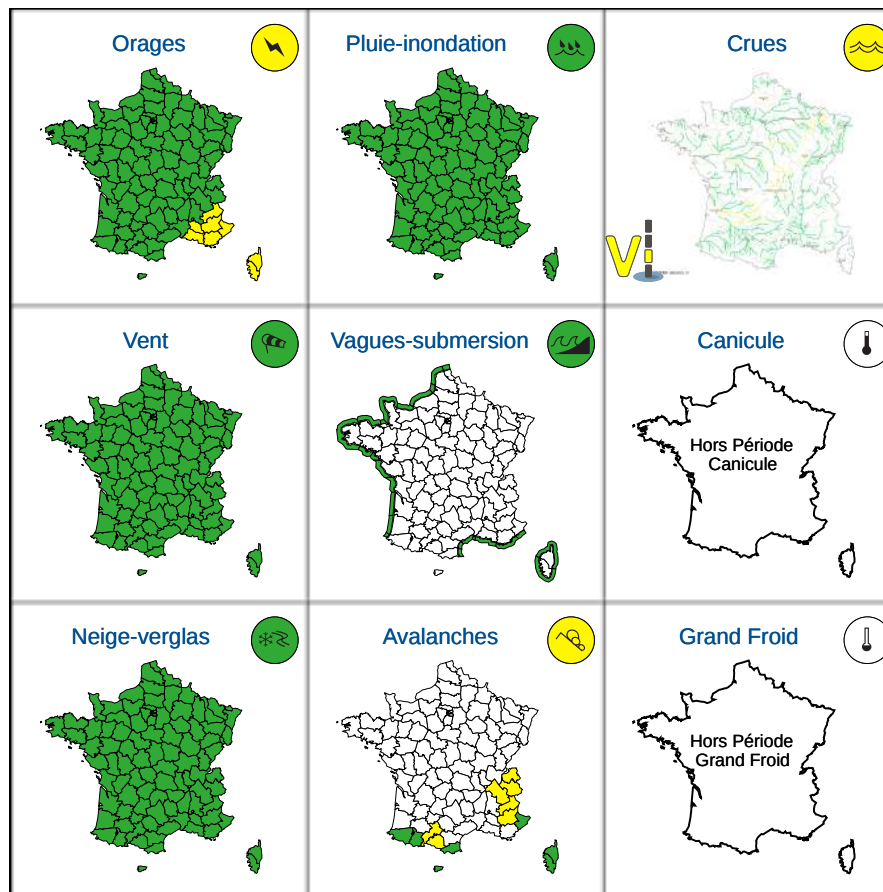 Orages
Pluie-inondation
Crues
Vi
Vent
Vagues-submersion
Canicule
Hors Période
Canicule
Neige-verglas
Avalanches
Grand Froid
Hors Période
Grand Froid